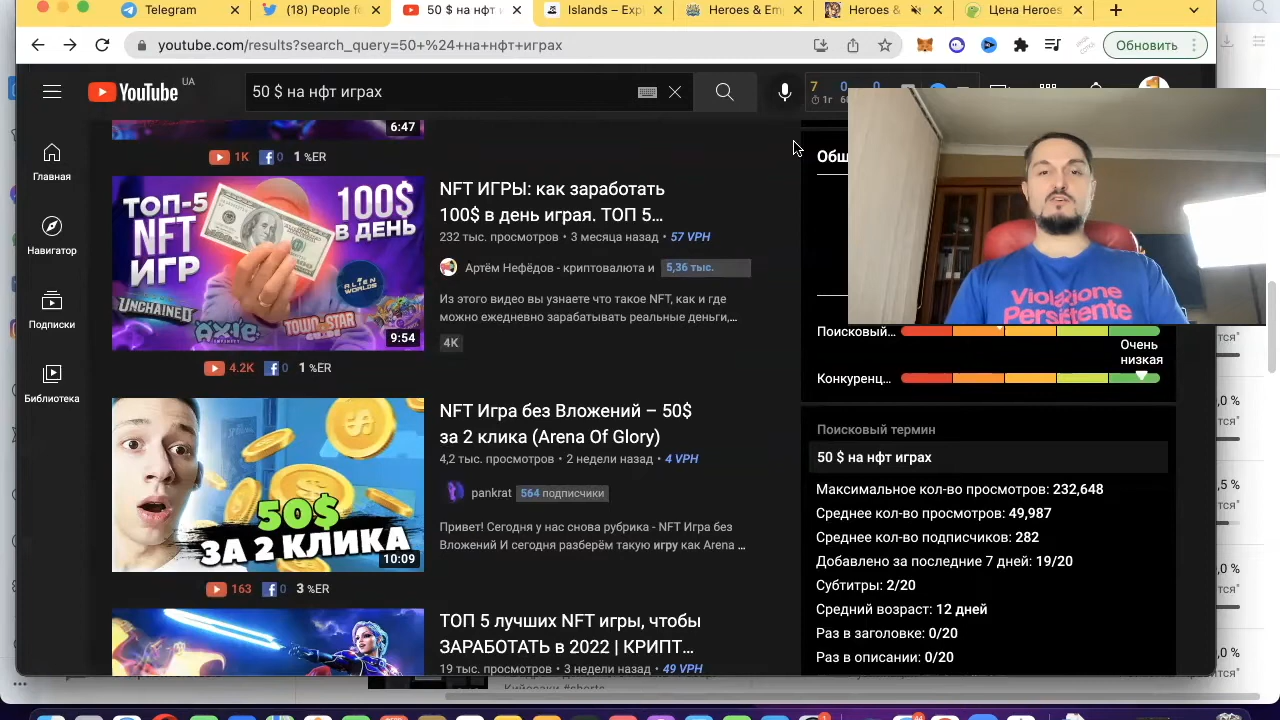 Telegram
(18) People f
50 $ на нфт
Islands – Exp
Heroes & Em
Heroes &
Цена Heroes
youtube.com/results?search_query=50+%24+на+нфт+играх
Обновить
YouTube
UA
50 $ на нфт играх
7 0 0
1г
Главная
Навигатор
Подписки
Библиотека
6:47
1K 0 1 %ER
ТОП-5
NFT
ИГР
100$
В ДЕНЬ
UNCHAINED
AXIE
TOWN STAR
ALIEN
WORLDS
9:54
NFT ИГРЫ: как заработать
100$ в день играя. ТОП 5...
232 тыс. просмотров • 3 месяца назад • 57 VPH
Артём Нефёдов - криптовалюта и 5,36 тыс.
Из этого видео вы узнаете что такое NFT, как и где
можно ежедневно зарабатывать реальные деньги,...
4K
4.2K 0 1 %ER
50$
ЗА 2 КЛИКА
10:09
NFT Игра без Вложений – 50$
за 2 клика (Arena Of Glory)
4,2 тыс. просмотров • 2 недели назад • 4 VPH
pankrat 564 подписчики
Привет! Сегодня у нас снова рубрика - NFT Игра без
Вложений И сегодня разберём такую игру как Arena ...
163 0 3 %ER
ТОП 5 лучших NFT игры, чтобы
ЗАРАБОТАТЬ в 2022 | КРИПТ...
19 тыс. просмотров • 3 недели назад • 49 VPH
Общ
Violazione
Persistente
Поисковый...
Очень
низкая
Конкуренц...
Поисковый термин
50 $ на нфт играх
Максимальное кол-во просмотров: 232,648
Среднее кол-во просмотров: 49,987
Среднее кол-во подписчиков: 282
Добавлено за последние 7 дней: 19/20
Субтитры: 2/20
Средний возраст: 12 дней
Раз в заголовке: 0/20
Раз в описании: 0/20